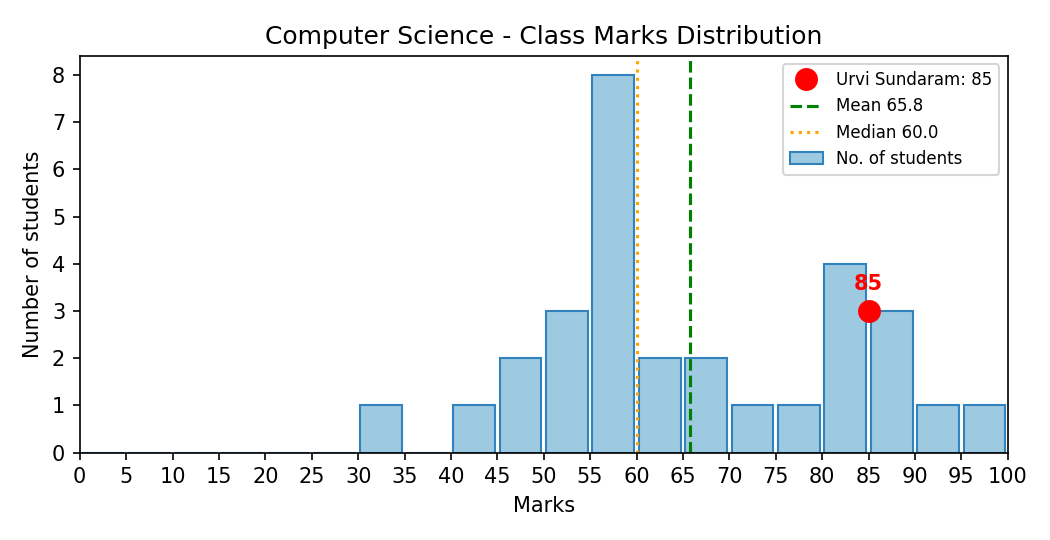 Computer Science - Class Marks Distribution
Number of students
8
7
6
5
4
3
2
1
0
Urvi Sundaram: 85
Mean 65.8
Median 60.0
No. of students
85
0 5 10 15 20 25 30 35 40 45 50 55 60 65 70 75 80 85 90 95 100
Marks